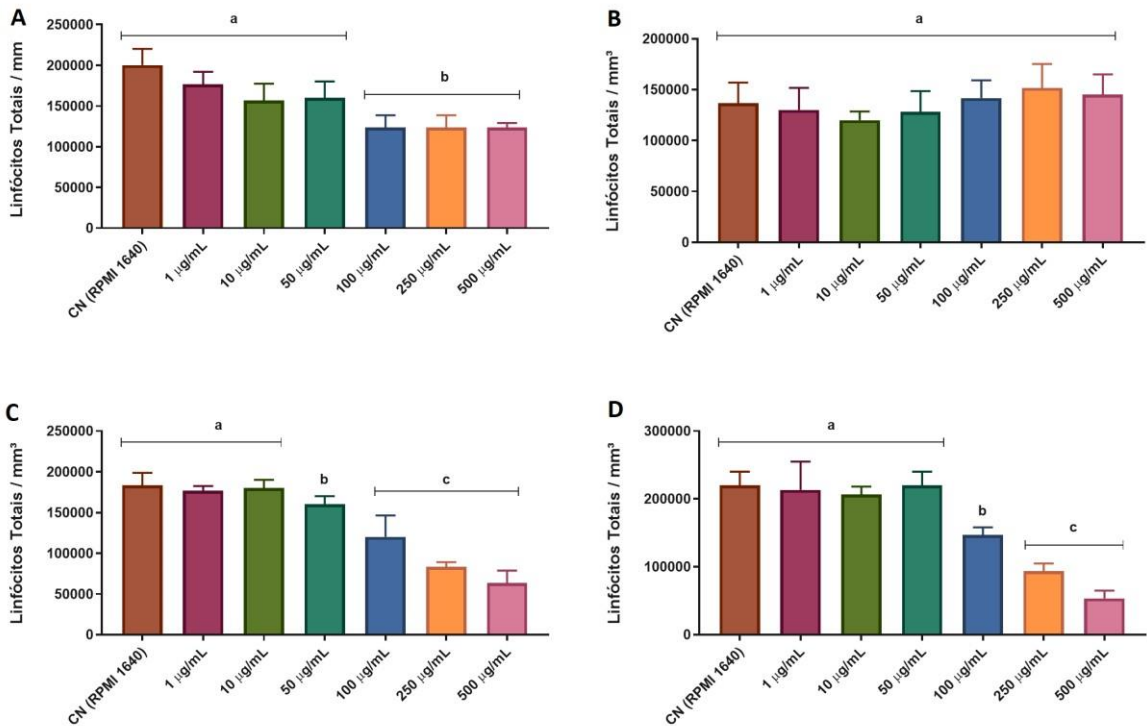 A
Linfócitos Totais / mm
250000
200000
150000
100000
50000
0
a
b
CN (RPMI 1640)
1 µg/mL
10 µg/mL
50 µg/mL
100 µg/mL
250 µg/mL
500 µg/mL
B
Linfócitos Totais / mm³
200000
150000
100000
50000
0
a
CN (RPMI 1640)
1 µg/mL
10 µg/mL
50 µg/mL
100 µg/mL
250 µg/mL
500 µg/mL
C
Linfócitos Totais / mm³
250000
200000
150000
100000
50000
0
a
b
c
CN (RPMI 1640)
1 µg/mL
10 µg/mL
50 µg/mL
100 µg/mL
250 µg/mL
500 µg/mL
D
Linfócitos Totais / mm³
300000
200000
100000
0
a
b
c
CN (RPMI 1640)
1 µg/mL
10 µg/mL
50 µg/mL
100 µg/mL
250 µg/mL
500 µg/mL